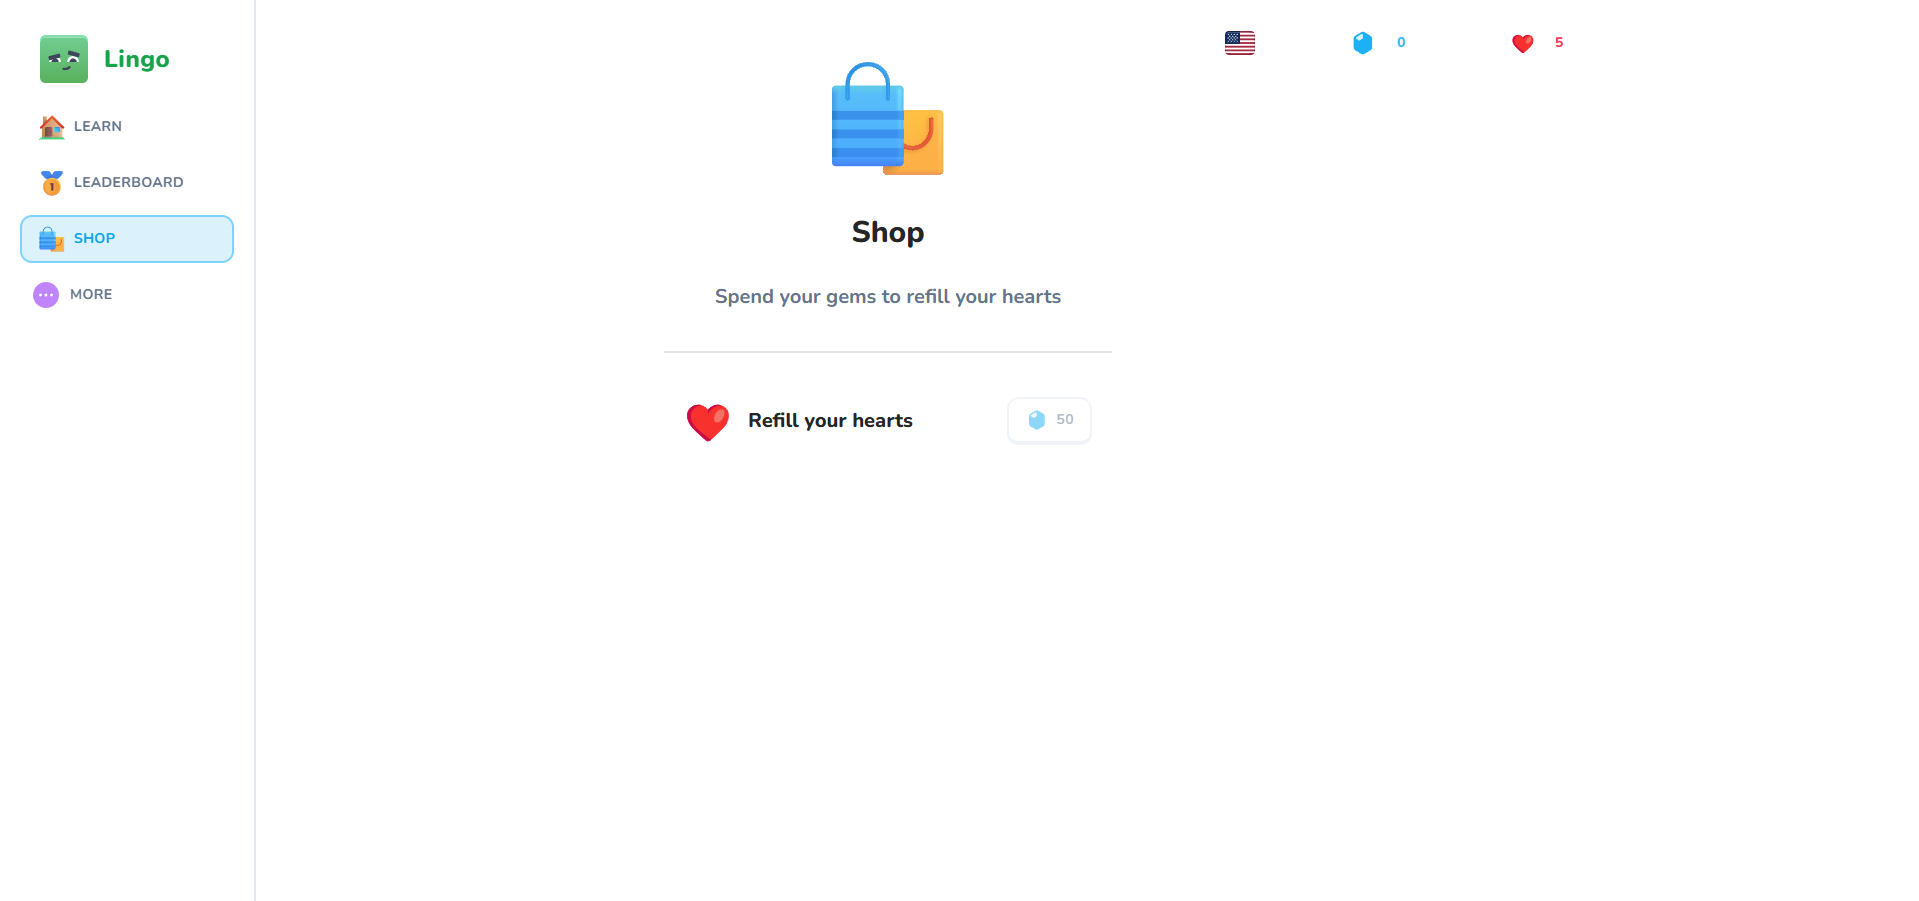 Lingo
LEARN
LEADERBOARD
SHOP
MORE
0
5
Shop
Spend your gems to refill your hearts
Refill your hearts
50